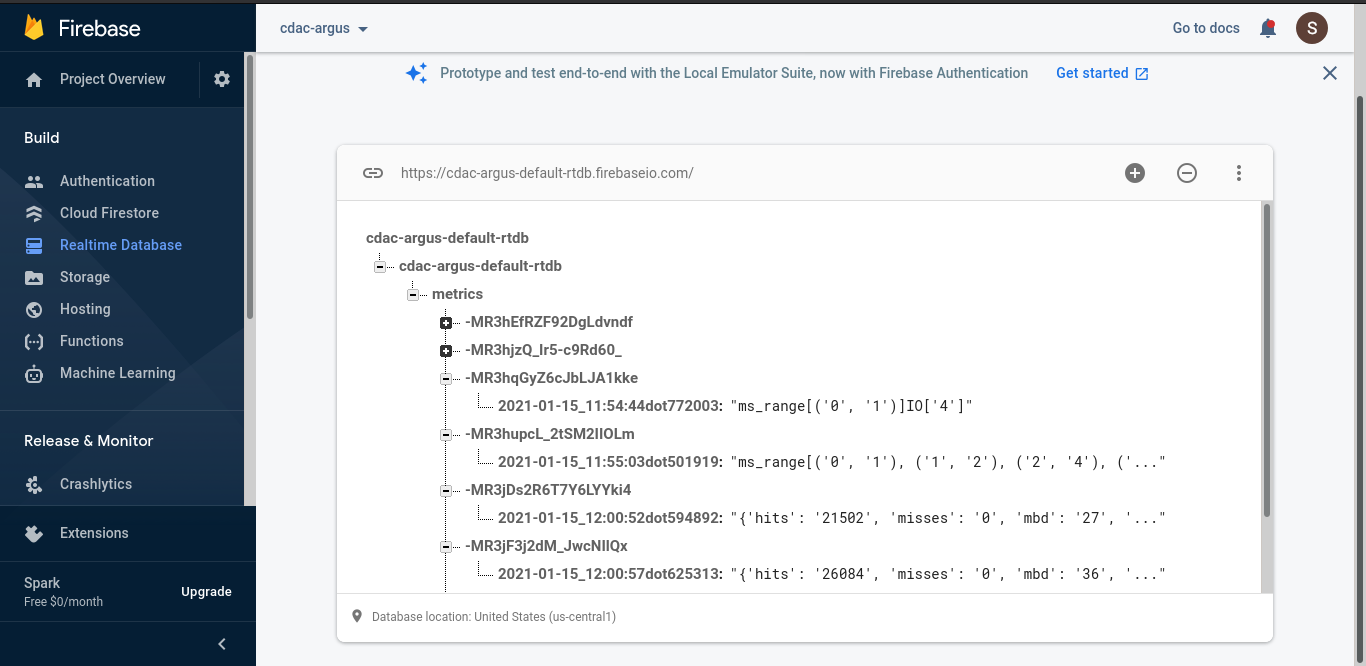 Firebase
cdac-argus
Go to docs
S
Project Overview
Prototype and test end-to-end with the Local Emulator Suite, now with Firebase Authentication
Get started
Build
Authentication
Cloud Firestore
Realtime Database
Storage
Hosting
Functions
Machine Learning
Release & Monitor
Crashlytics
Extensions
Spark
Free $0/month
Upgrade
https://cdac-argus-default-rtdb.firebaseio.com/
cdac-argus-default-rtdb
cdac-argus-default-rtdb
metrics
-MR3hEfRZF92DgLdvndf
-MR3hjzQ_Ir5-c9Rd60_
-MR3hqGyZ6cJbLJA1kke
2021-01-15_11:54:44dot772003: "ms_range[('0', '1')]IO['4']"
-MR3hupcL_2tSM2IIOLm
2021-01-15_11:55:03dot501919: "ms_range[('0', '1'), ('1', '2'), ('2', '4'), ('..."
-MR3jDs2R6T7Y6LYYki4
2021-01-15_12:00:52dot594892: "{'hits': '21502', 'misses': '0', 'mbd': '27', '..."
-MR3jF3j2dM_JwcNIlQx
2021-01-15_12:00:57dot625313: "{'hits': '26084', 'misses': '0', 'mbd': '36', '..."
Database location: United States (us-central1)